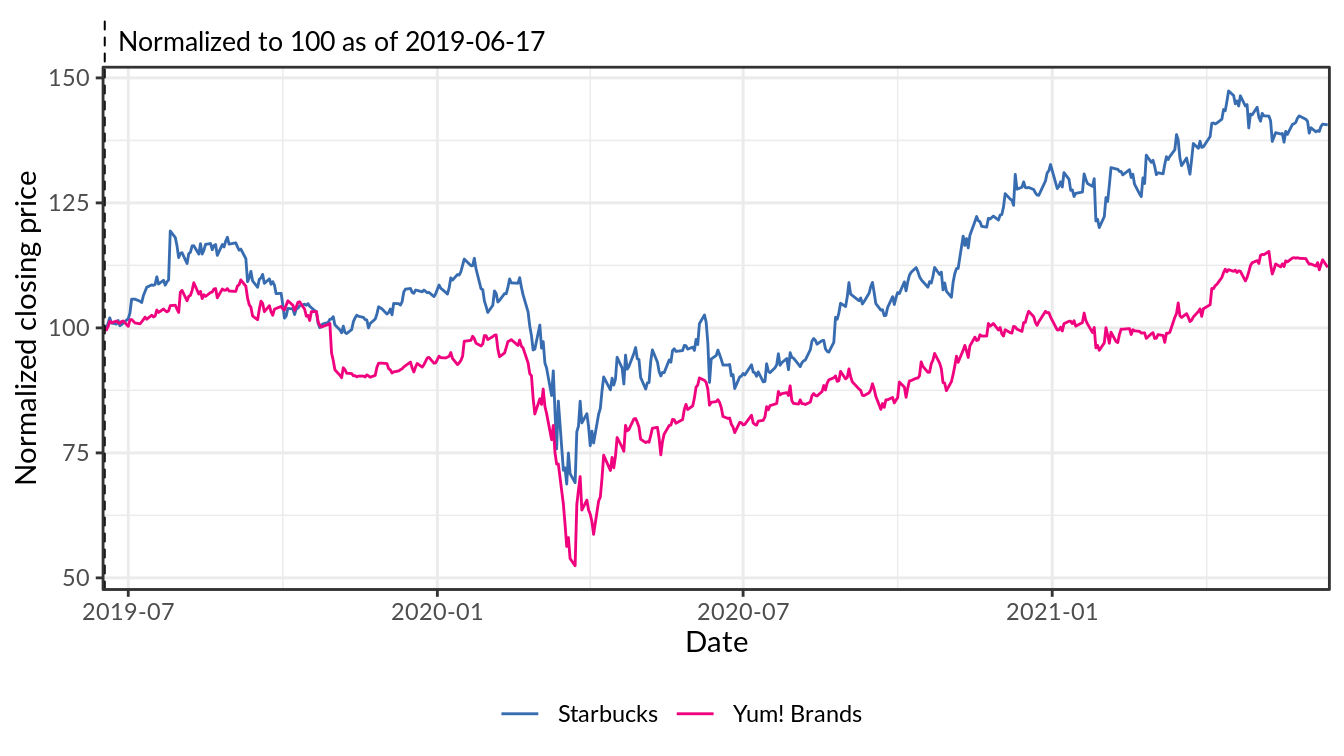 Normalized to 100 as of 2019-06-17
150
125
100
75
50
Normalized closing price
2019-07
2020-01
2020-07
2021-01
Date
Starbucks
Yum! Brands